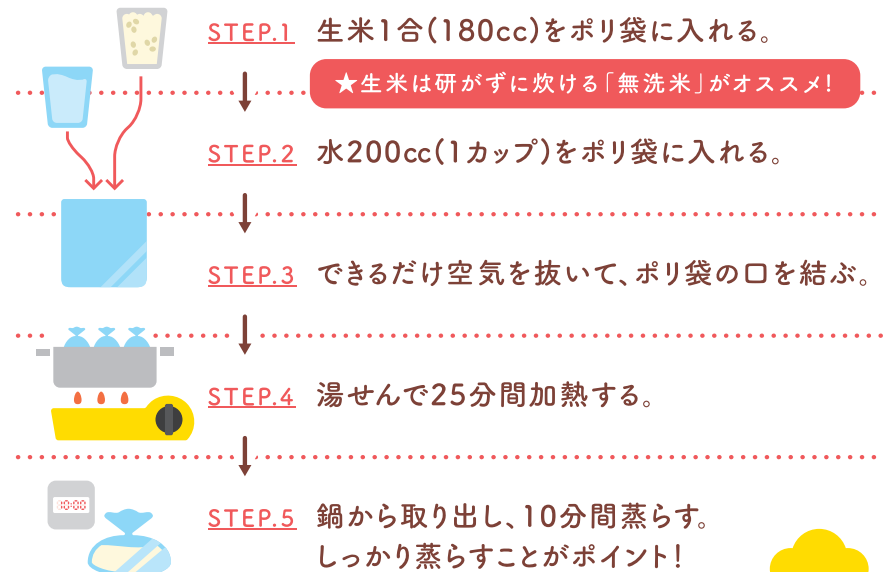 STEP.1 生米1合(180cc)をポリ袋に入れる。
★生米は研がずに炊ける「無洗米」がオススメ!
STEP.2 水200cc(1カップ)をポリ袋に入れる。
STEP.3 できるだけ空気を抜いて、ポリ袋の口を結ぶ。
STEP.4 湯せんで25分間加熱する。
10:00
STEP.5 鍋から取り出し、10分間蒸らす。
しっかり蒸らすことがポイント!